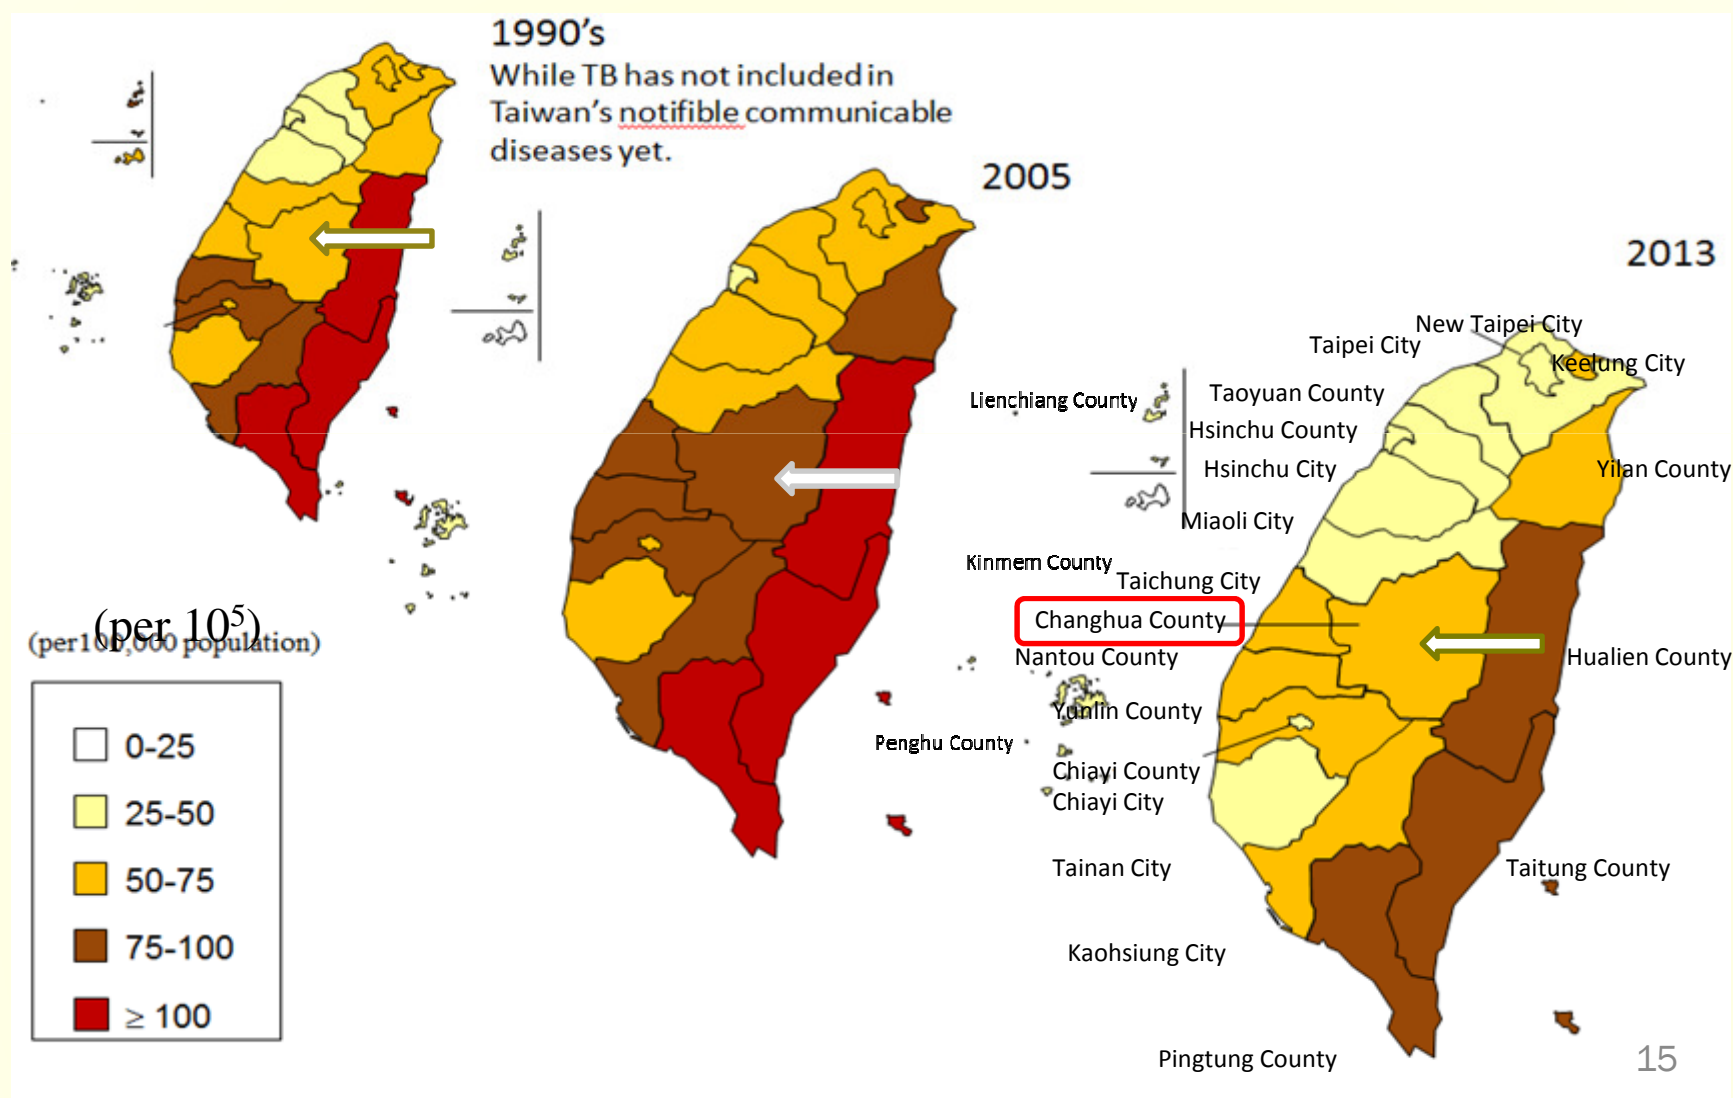 1990's
While TB has not included in
Taiwan's notifible communicable
diseases yet.
2005
2013
New Taipei City
Taipei City
Keelung City
Taoyuan County
Lienchiang County
Hsinchu County
Hsinchu City
Yilan County
Miaoli City
Kinmem County
Taichung City
Changhua County
Nantou County
Hualien County
Yunlin County
Penghu County
Chiayi County
Chiayi City
Tainan City
Taitung County
Kaohsiung City
Pingtung County
(per 10⁵)
(per100,000 population)
0-25
25-50
50-75
75-100
≥ 100
15